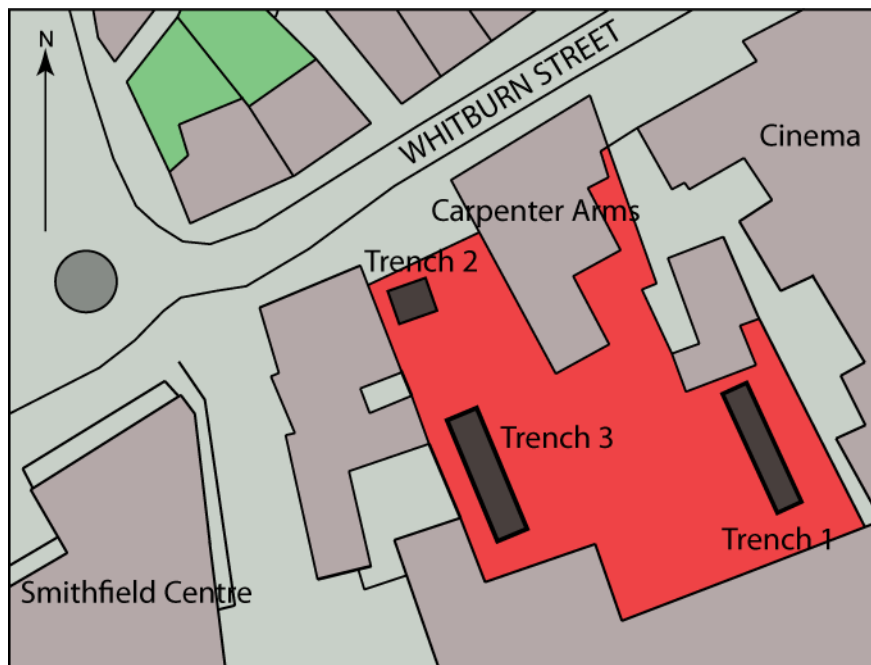 N
WHITBURN STREET
Cinema
Carpenter Arms
Trench 2
Trench 3
Trench 1
Smithfield Centre